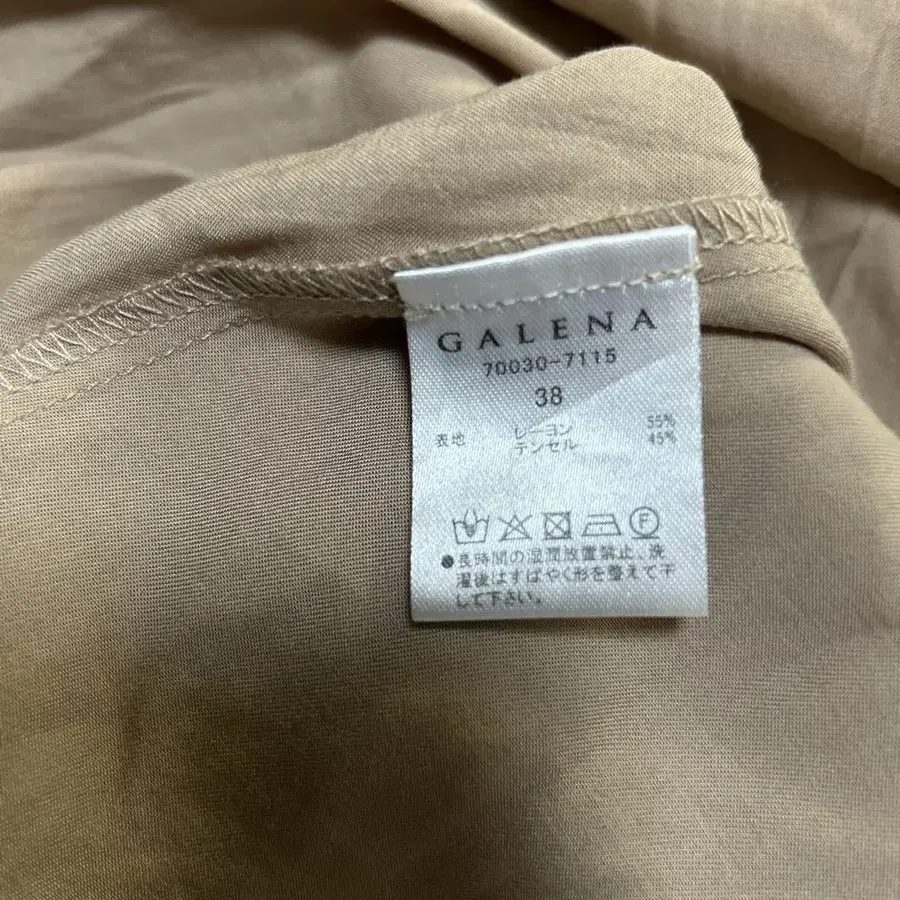 GALENA
70030-7115
38
表地 レーヨン 55%
テンセル 45%
F
●長時間の湿潤放置禁止、洗
濯後はすばやく形を整えて干
して下さい。